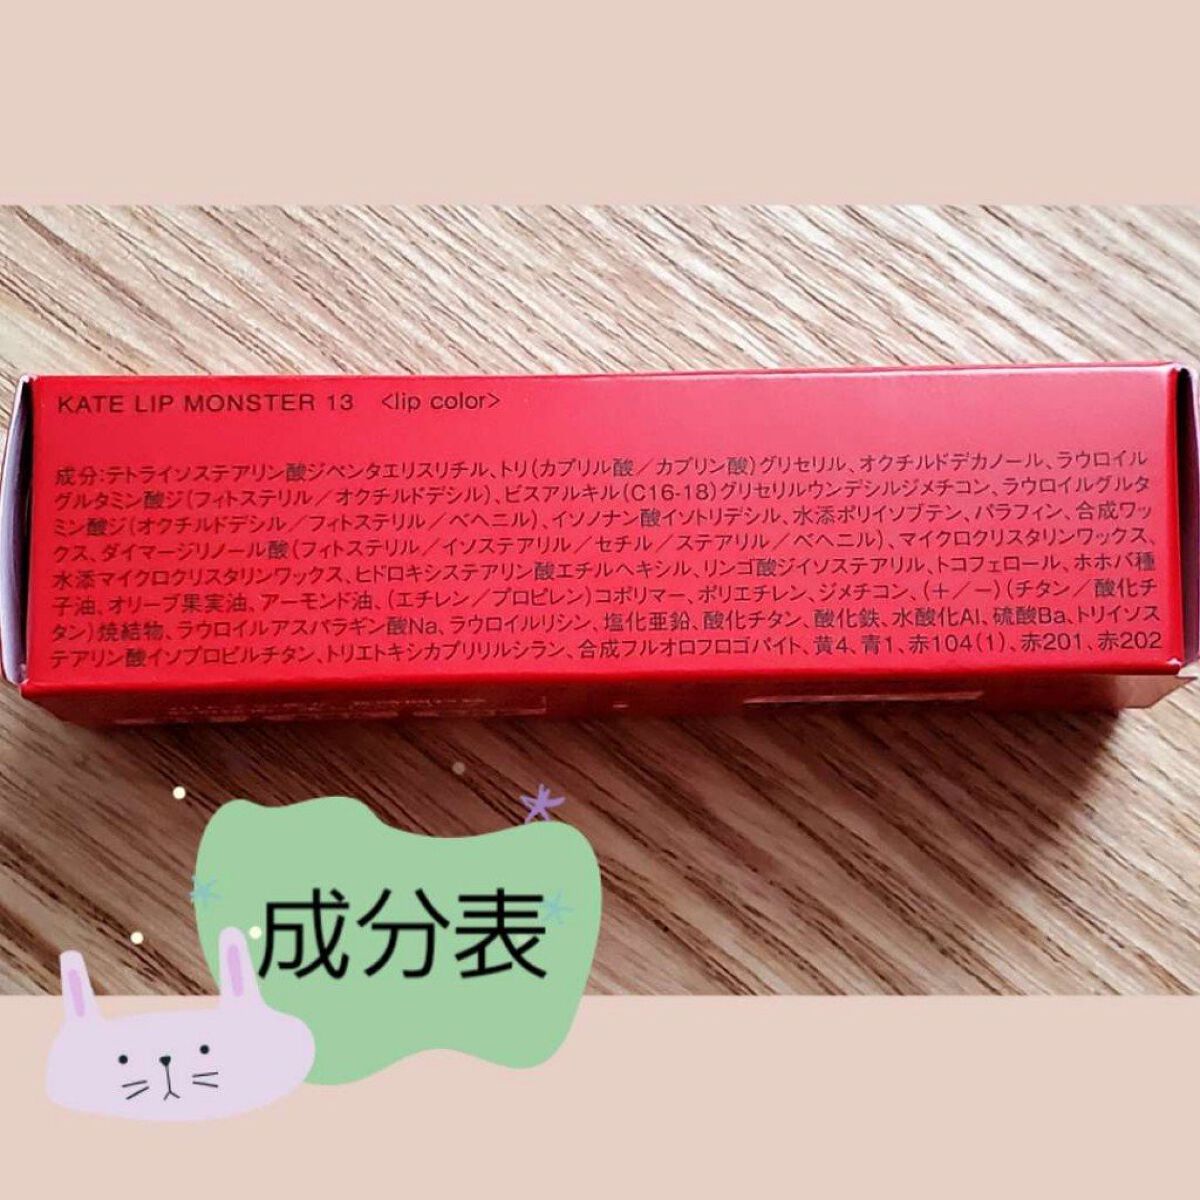 KATE LIP MONSTER 13 <lip color>
成分:テトライソステアリン酸ジペンタエリスリチル、トリ(カプリル酸／カプリン酸)グリセリル、オクチルドデカノール、ラウロイル
グルタミン酸ジ(フィトステリル／オクチルドデシル)、ビスアルキル(C16-18)グリセリルウンデシルジメチコン、ラウロイルグルタ
ミン酸ジ(オクチルドデシル／フィトステリル／ベヘニル)、イソノナン酸イソトリデシル、水添ポリイソブテン、パラフィン、合成ワッ
クス、ダイマージリノール酸(フィトステリル／イソステアリル／セチル／ステアリル／ベヘニル)、マイクロクリスタリンワックス、
水添マイクロクリスタリンワックス、ヒドロキシステアリン酸エチルヘキシル、リンゴ酸ジイソステアリル、トコフェロール、ホホバ種
子油、オリーブ果実油、アーモンド油、(エチレン／プロピレン)コポリマー、ポリエチレン、ジメチコン、(＋／－)(チタン／酸化チ
タン)焼結物、ラウロイルアスパラギン酸Na、ラウロイルリシン、塩化亜鉛、酸化チタン、酸化鉄、水酸化Al、硫酸Ba、トリイソス
テアリン酸イソプロピルチタン、トリエトキシカプリリルシラン、合成フルオロフロゴパイト、黄4、青1、赤104(1)、赤201、赤202
成分表